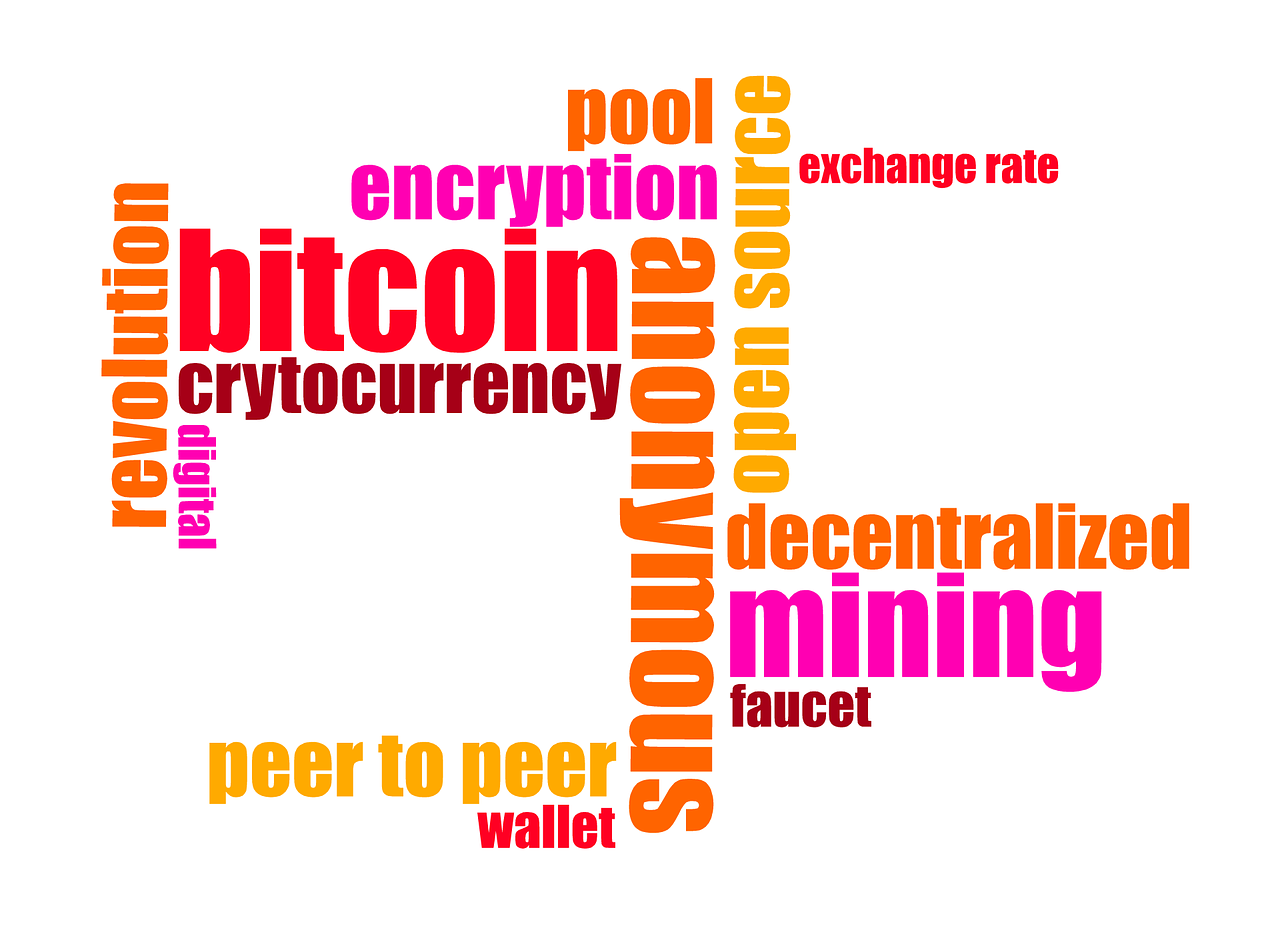 pool
encryption
open source
exchange rate
revolution
bitcoin
anonymous
crytocurrency
digital
decentralized
mining
faucet
peer to peer
wallet